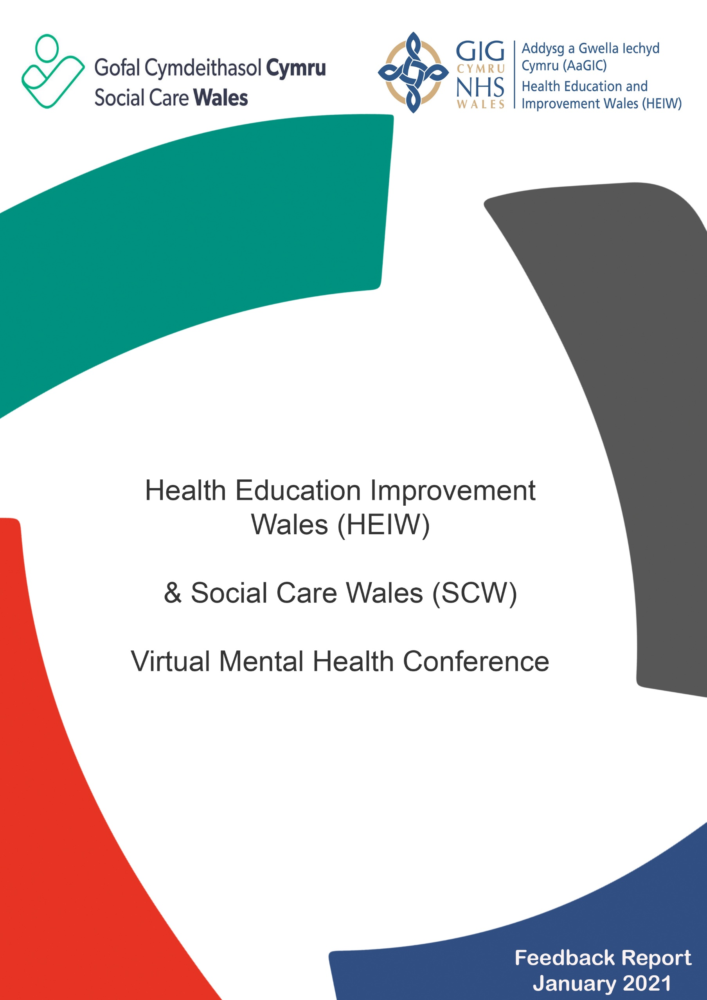 Gofal Cymdeithasol Cymru
Social Care Wales
GIG
CYMRU
NHS
WALES
Addysg a Gwella Iechyd
Cymru (AaGIC)
Health Education and
Improvement Wales (HEIW)
Health Education Improvement
Wales (HEIW)
& Social Care Wales (SCW)
Virtual Mental Health Conference
Feedback Report
January 2021